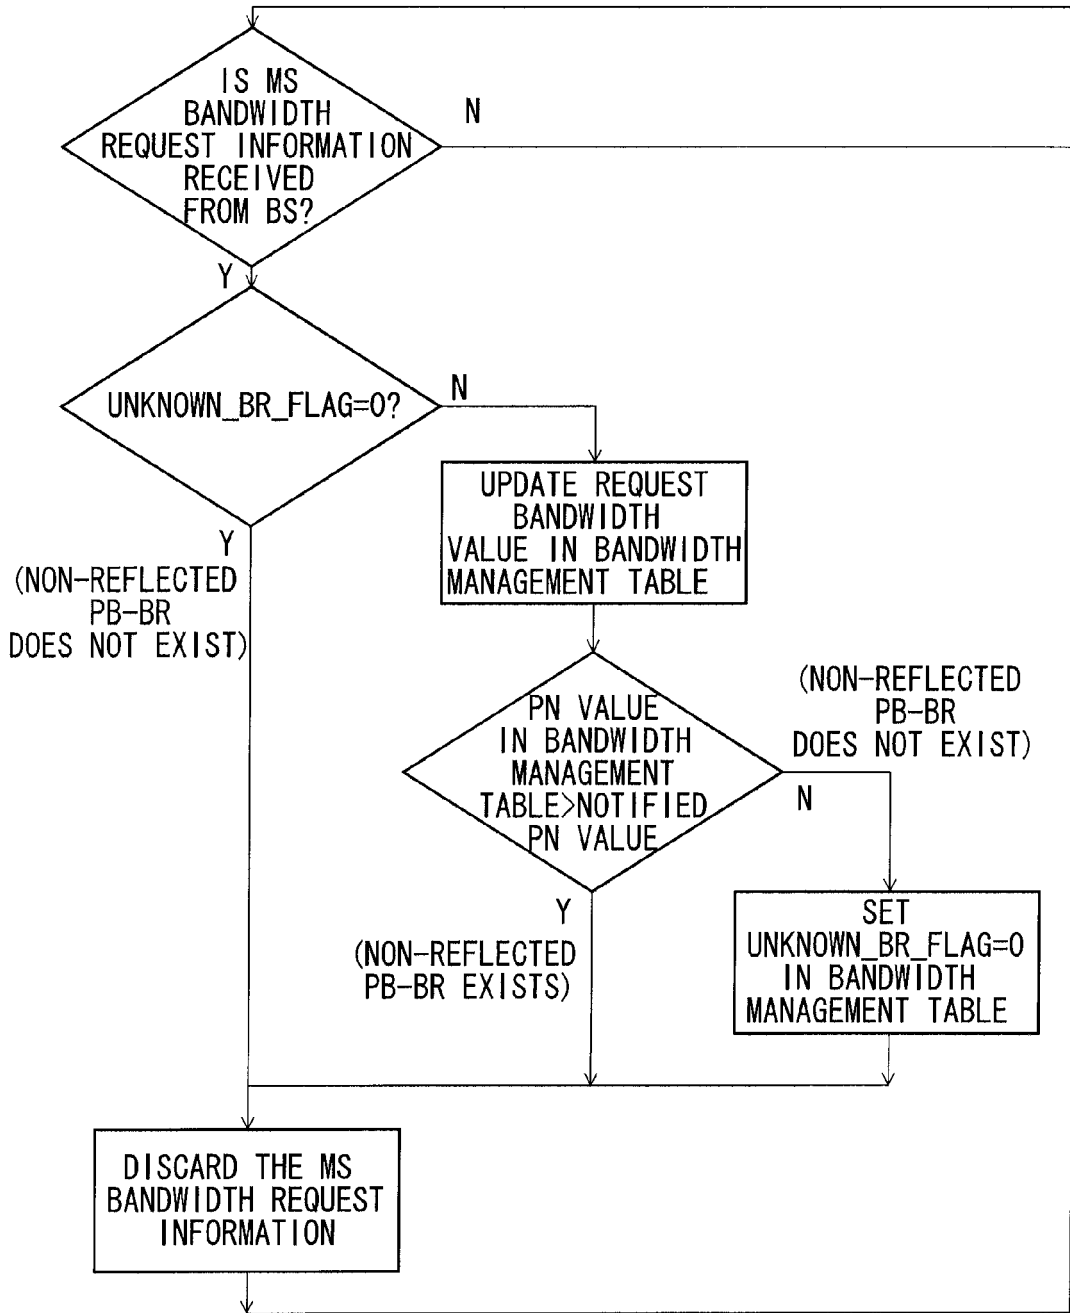 IS MS
BANDWIDTH
REQUEST INFORMATION
RECEIVED
FROM BS?
N
Y
UNKNOWN_BR_FLAG=0?
N
UPDATE REQUEST
BANDWIDTH
VALUE IN BANDWIDTH
MANAGEMENT TABLE
Y
(NON-REFLECTED
PB-BR
DOES NOT EXIST)
PN VALUE
IN BANDWIDTH
MANAGEMENT
TABLE>NOTIFIED
PN VALUE
(NON-REFLECTED
PB-BR
DOES NOT EXIST)
N
Y
(NON-REFLECTED
PB-BR EXISTS)
SET
UNKNOWN_BR_FLAG=0
IN BANDWIDTH
MANAGEMENT TABLE
DISCARD THE MS
BANDWIDTH REQUEST
INFORMATION